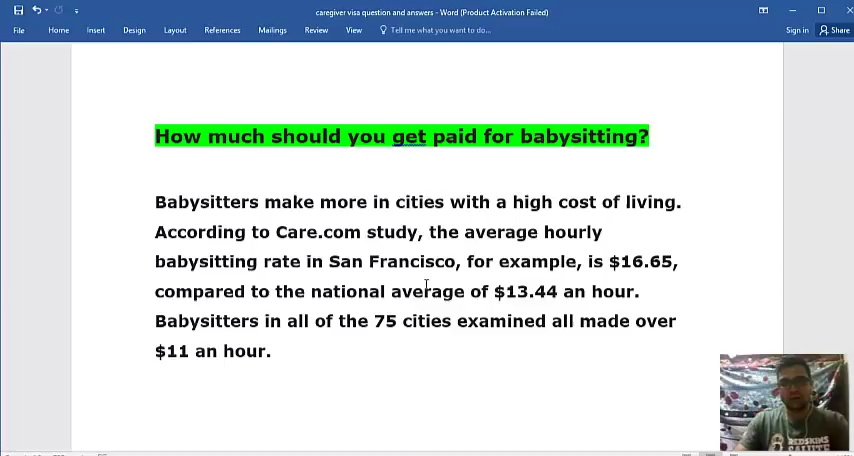 caregiver visa question and answers - Word (Product Activation Failed)
File Home Insert Design Layout References Mailings Review View Tell me what you want to do... Sign in Share
How much should you get paid for babysitting?
Babysitters make more in cities with a high cost of living.
According to Care.com study, the average hourly
babysitting rate in San Francisco, for example, is $16.65,
compared to the national average of $13.44 an hour.
Babysitters in all of the 75 cities examined all made over
$11 an hour.
REDSKINS
SALUTE